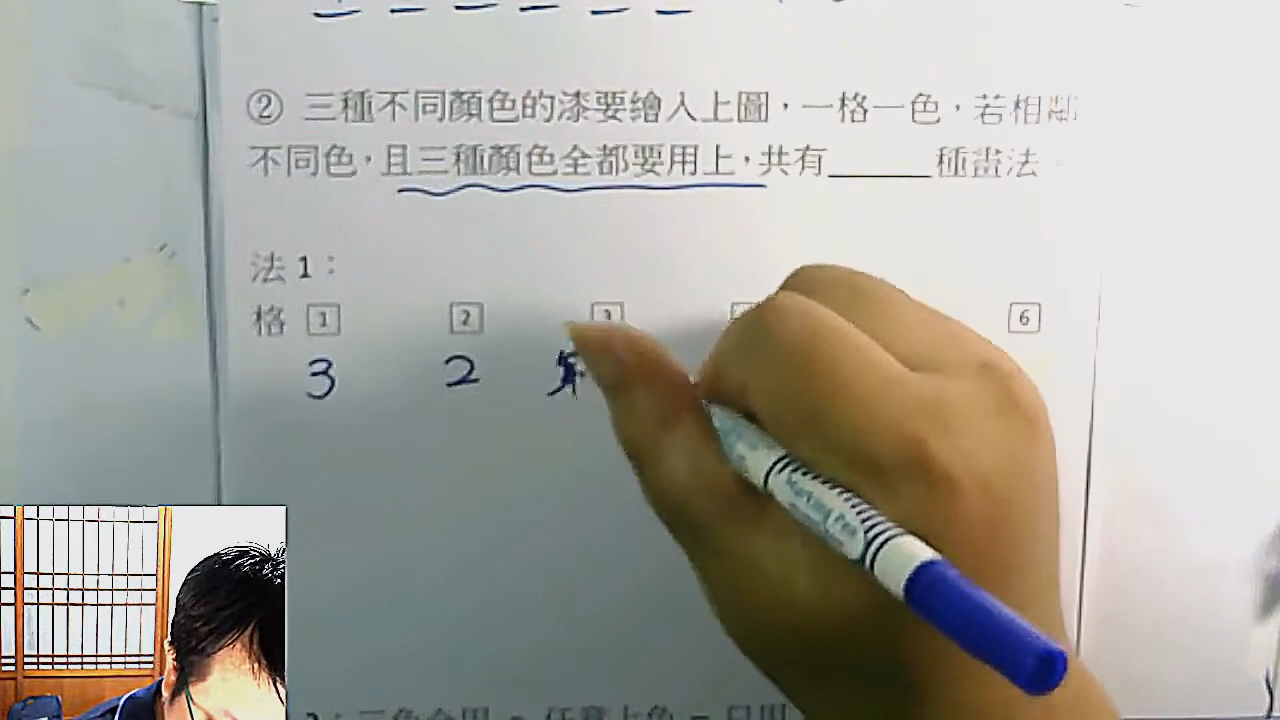 ② 三種不同顏色的漆要繪入上圖，一格一色，若相鄰
不同色，且三種顏色全都要用上，共有______種畫法。
法 1：
格 1 2 3 6
3 2